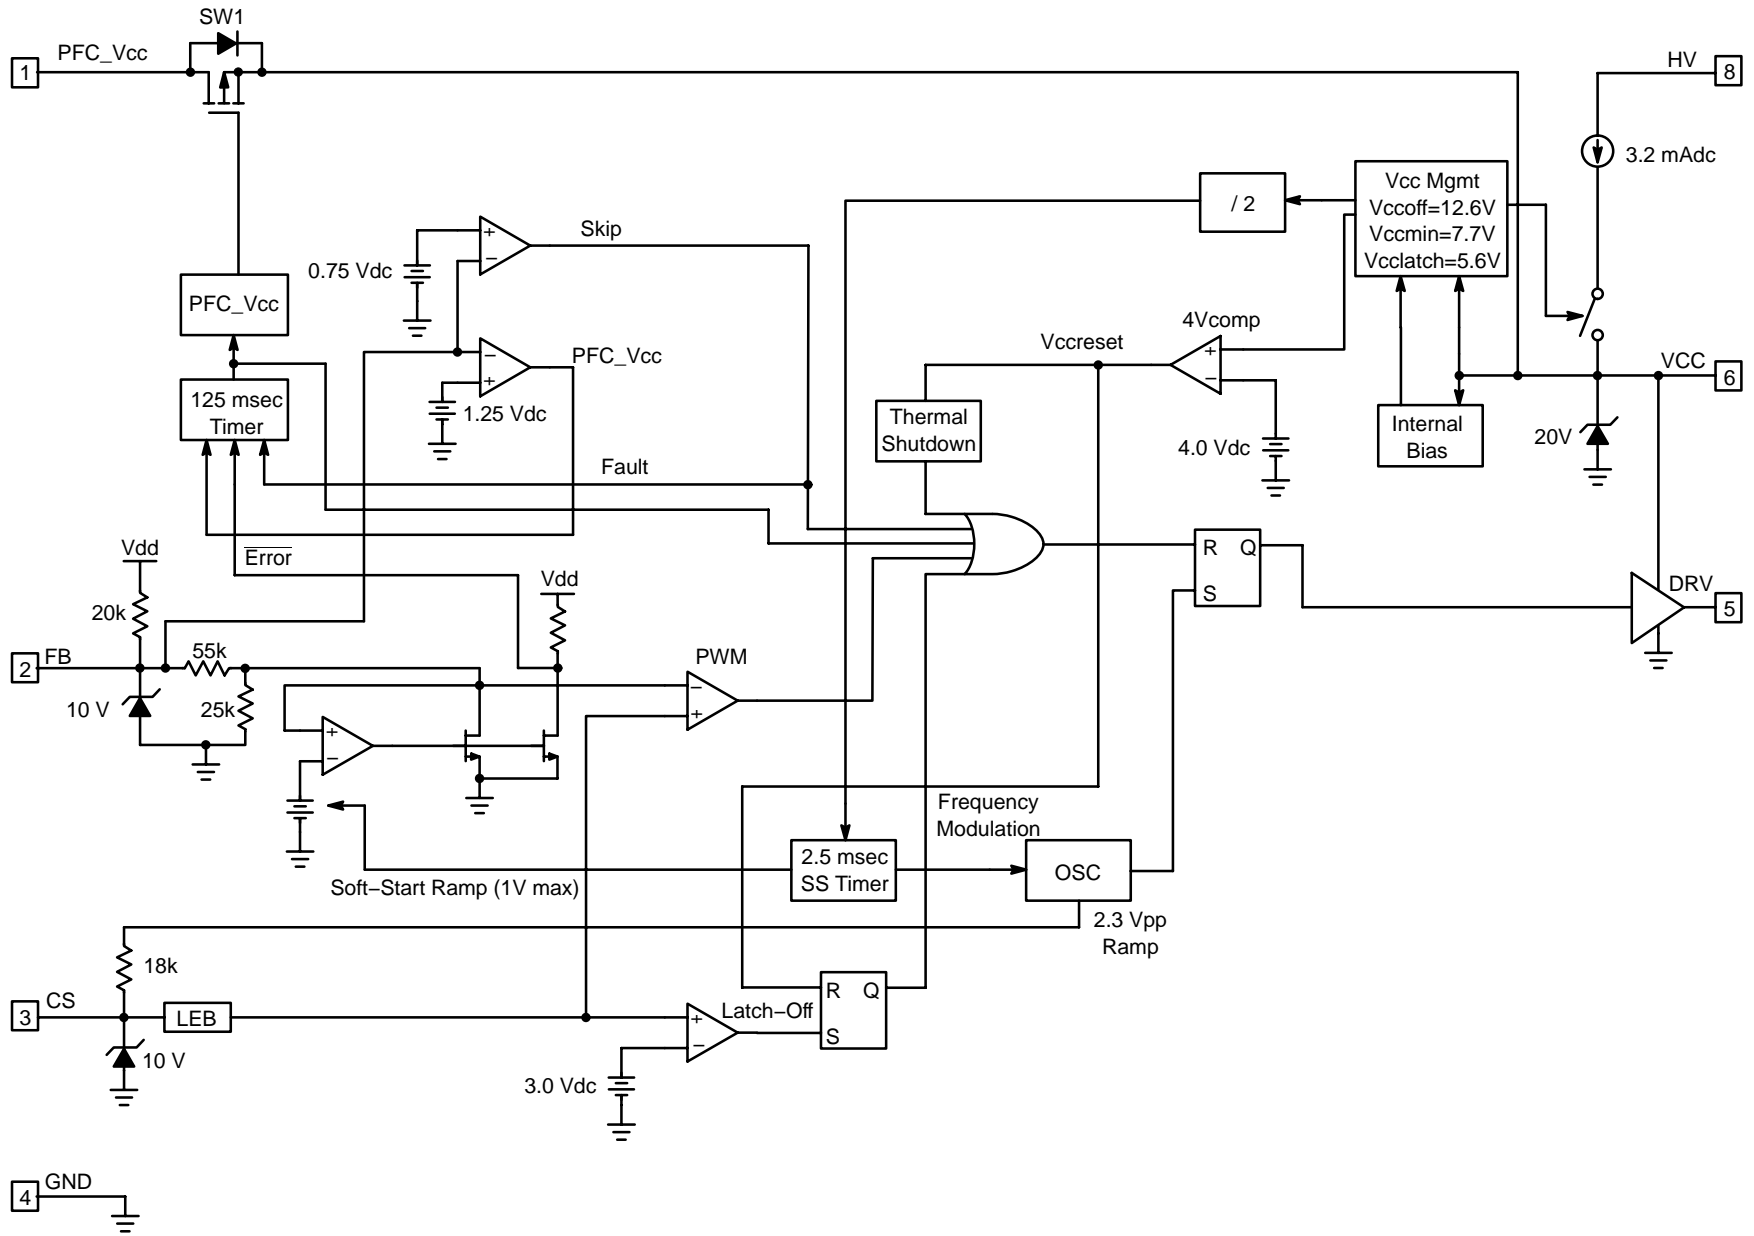 SW1
1 PFC_Vcc
HV 8
3.2 mAdc
Vcc Mgmt
Vccoff=12.6V
Vccmin=7.7V
Vcclatch=5.6V
/ 2
Skip
+
−
0.75 Vdc
PFC_Vcc
4Vcomp
Vccreset
+
−
−
+
PFC_Vcc
1.25 Vdc
VCC 6
125 msec
Timer
Thermal
Shutdown
4.0 Vdc
Internal
Bias
20V
Fault
Error
Vdd
Vdd
R Q
S
20k
DRV
5
2 FB
55k
25k
10 V
PWM
−
+
+
−
Frequency
Modulation
2.5 msec
SS Timer
OSC
Soft−Start Ramp (1V max)
2.3 Vpp
Ramp
18k
3 CS
LEB
10 V
+
−
Latch−Off
R Q
S
3.0 Vdc
4 GND